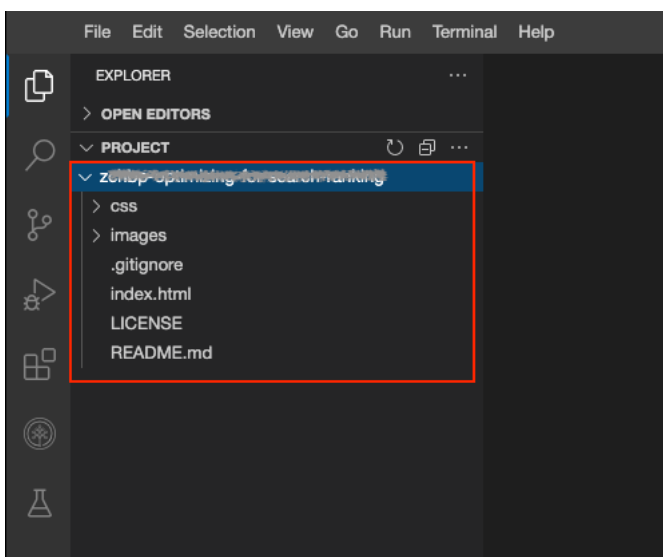 File Edit Selection View Go Run Terminal Help
EXPLORER
OPEN EDITORS
PROJECT
css
images
.gitignore
index.html
LICENSE
README.md